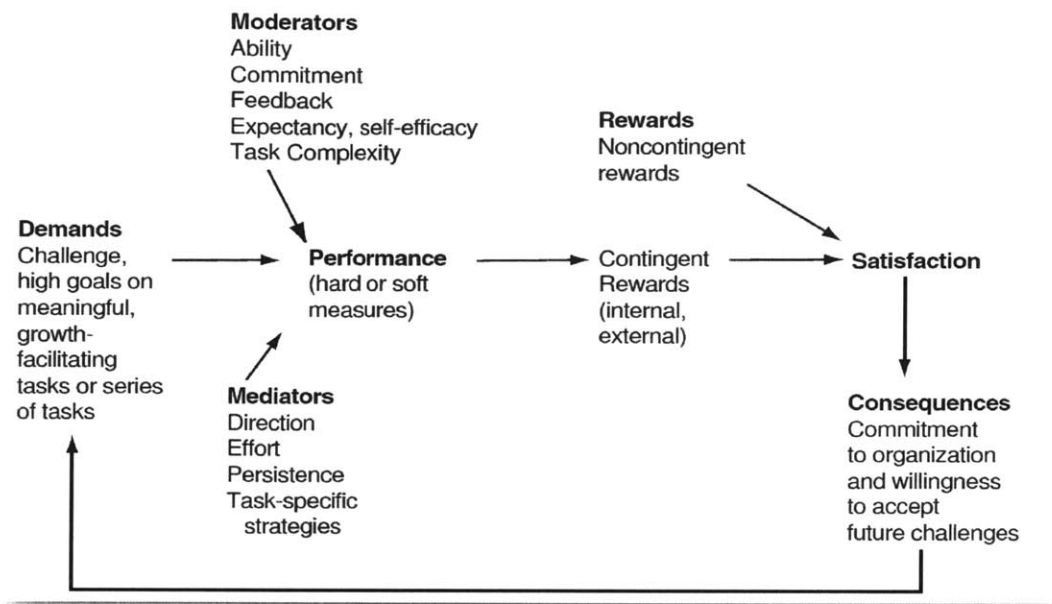 Moderators
Ability
Commitment
Feedback
Expectancy, self-efficacy
Task Complexity
Rewards
Noncontingent
rewards
Demands
Challenge,
high goals on
meaningful,
growth-
facilitating
tasks or series
of tasks
Performance
(hard or soft
measures)
Contingent
Rewards
(internal,
external)
Satisfaction
Mediators
Direction
Effort
Persistence
Task-specific
strategies
Consequences
Commitment
to organization
and willingness
to accept
future challenges